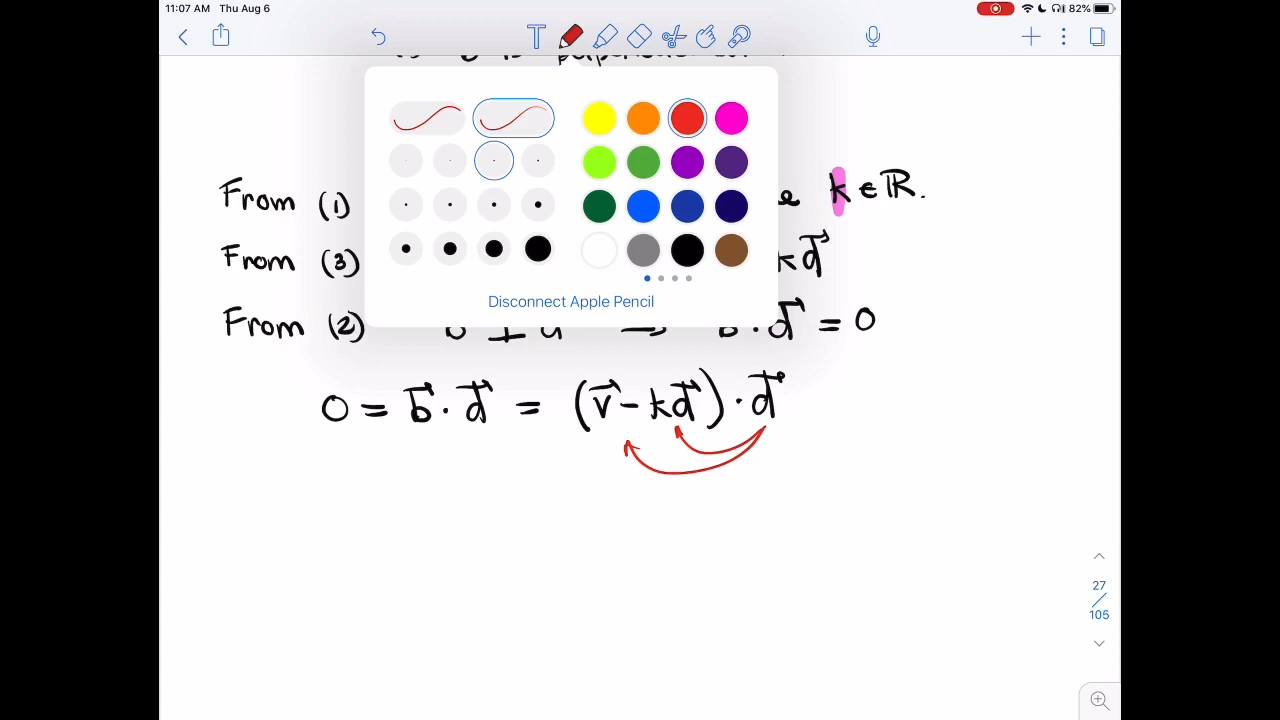 11:07 AM Thu Aug 6
82%
T
From (1) k ∈ ℝ.
From (3) kd⃗
From (2) b · d⃗ = 0
Disconnect Apple Pencil
0 = b⃗ · d⃗ = (v⃗ - kd⃗) · d⃗
27
105